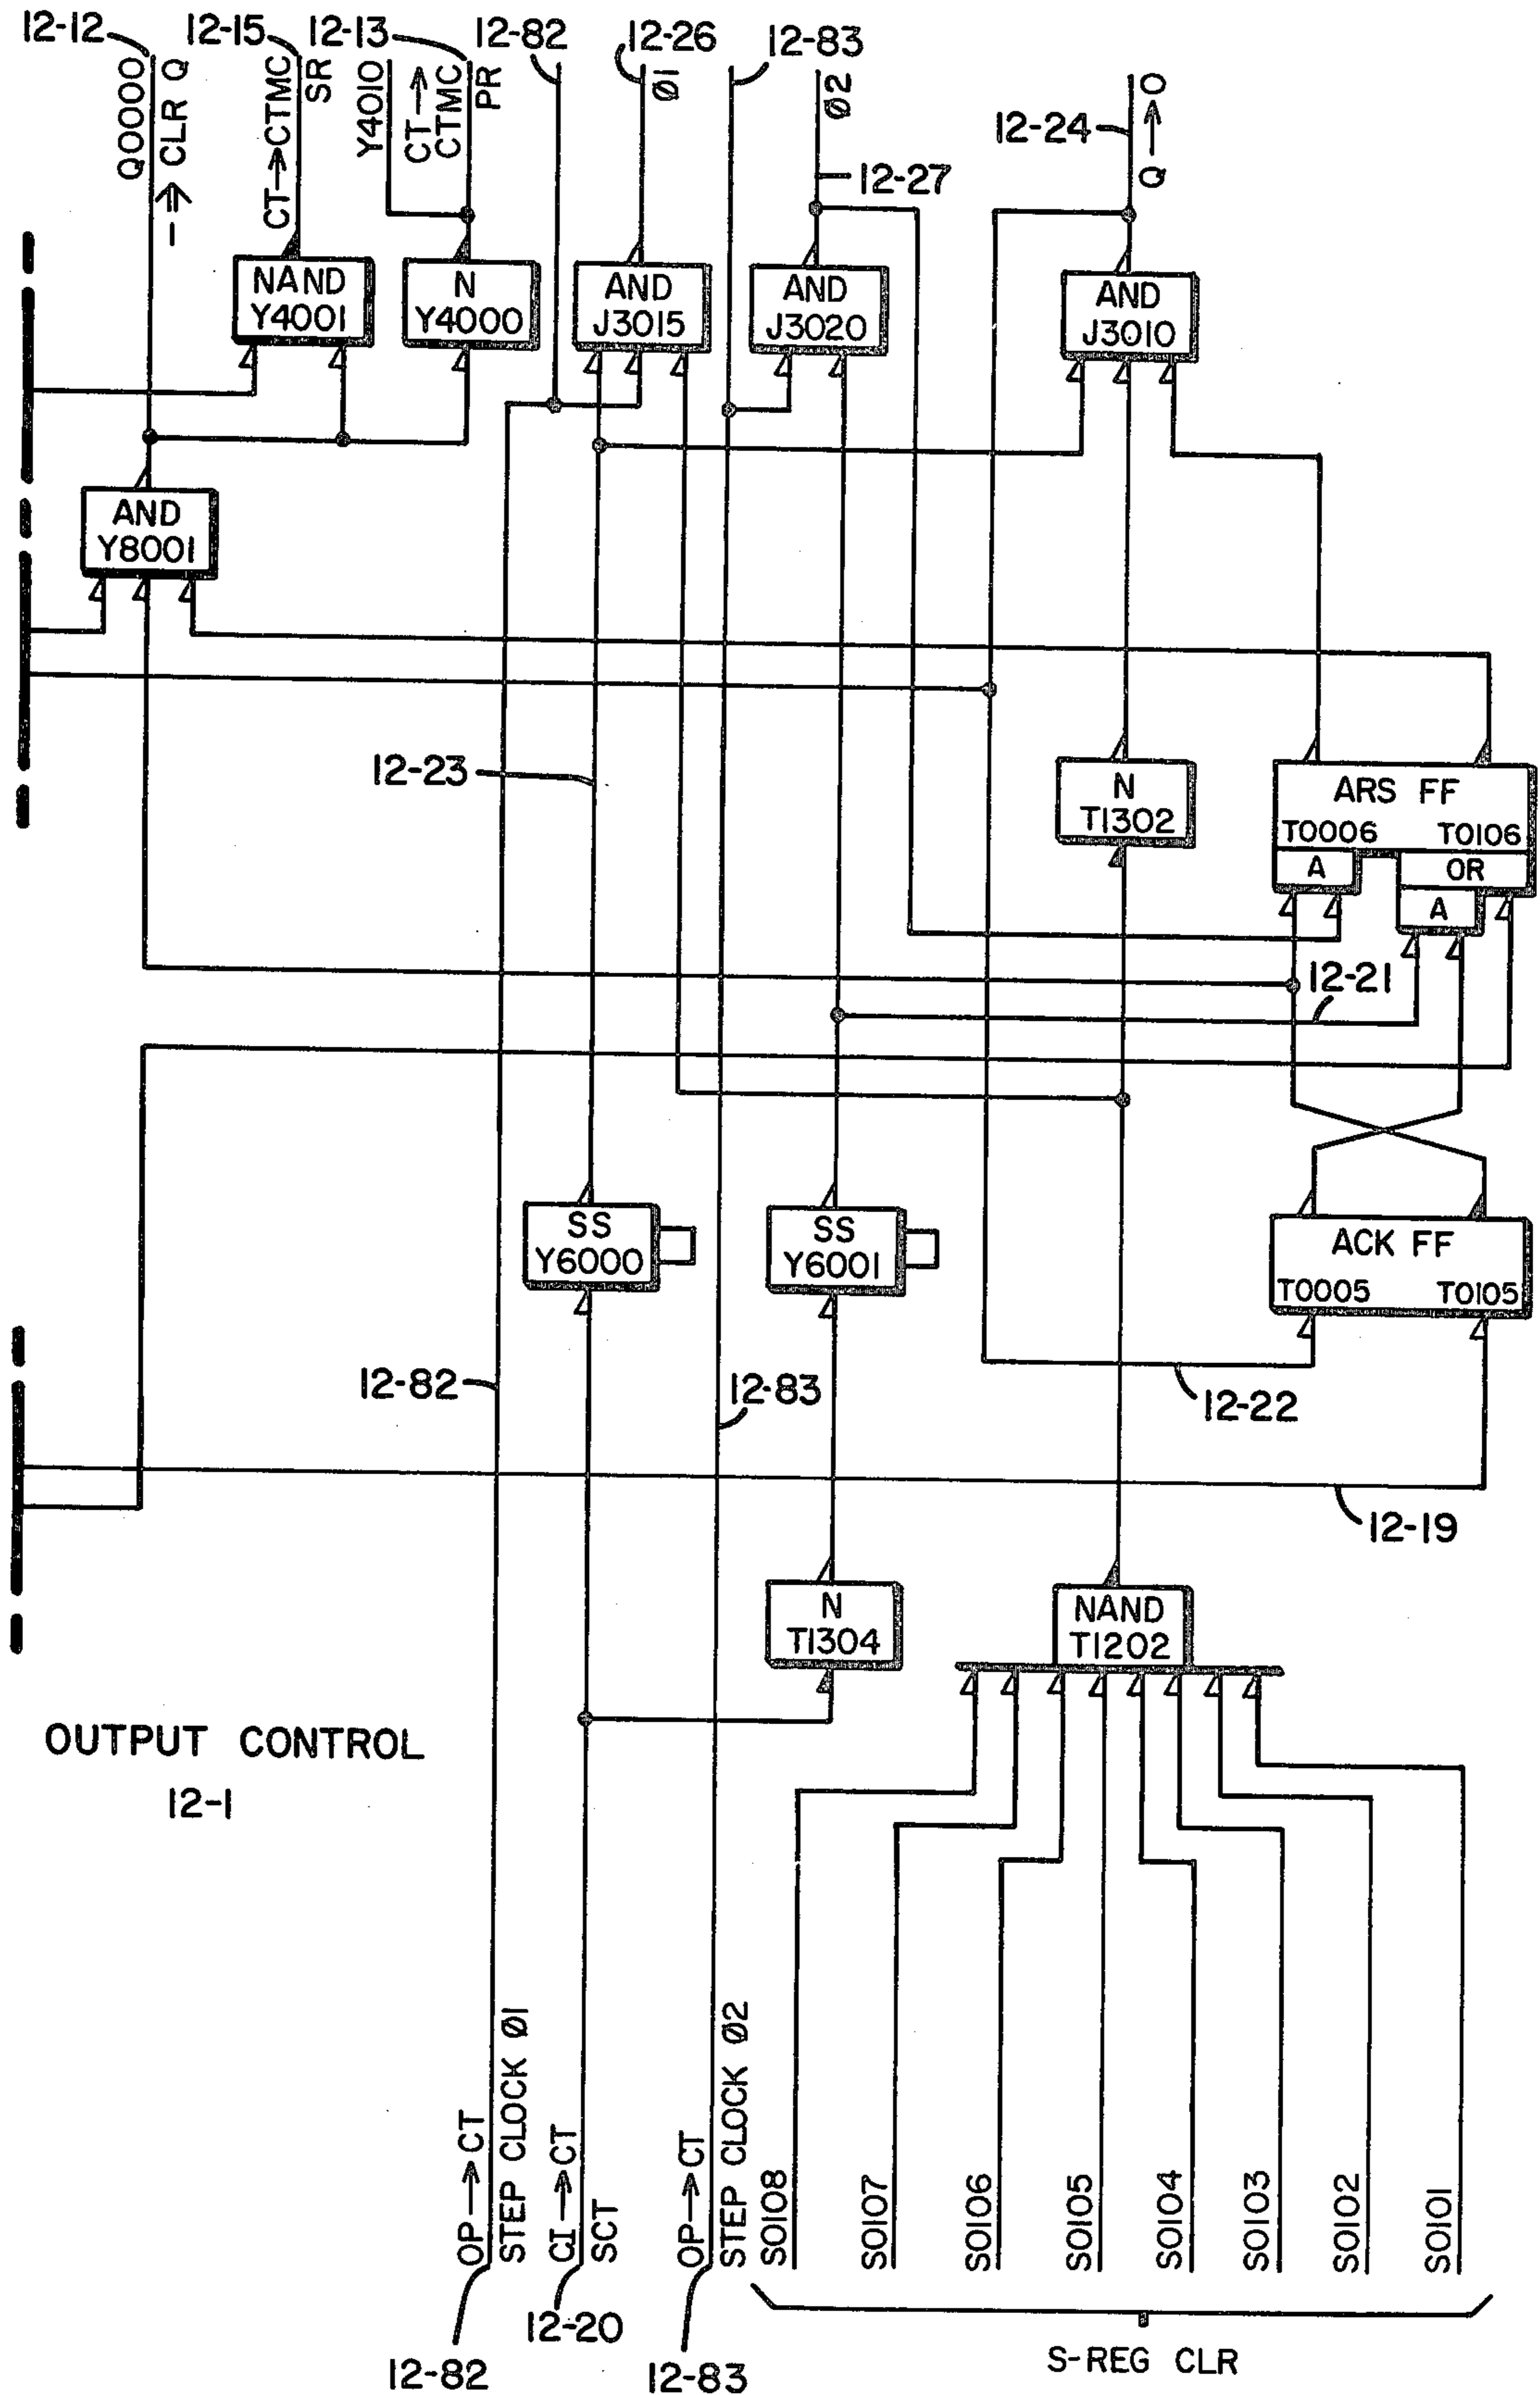 12-12
12-15
12-13
12-82
12-26
12-83
Q0000
→ CLR Q
CT→CTMC
SR
Y4010
CT→
CTMC
PR
Ø1
Ø2
12-27
12-24
Q→O
NAND
Y4001
N
Y4000
AND
J3015
AND
J3020
AND
J3010
AND
Y8001
12-23
N
T1302
ARS FF
T0006 T0106
A
OR
A
12-21
SS
Y6000
SS
Y6001
ACK FF
T0005 T0105
12-82
12-83
12-22
12-19
N
T1304
NAND
T1202
OUTPUT CONTROL
12-1
OP→CT
STEP CLOCK Ø1
CI→CT
SCT
OP→CT
STEP CLOCK Ø2
S0108
S0107
S0106
S0105
S0104
S0103
S0102
S0101
12-82
12-20
12-83
S-REG CLR